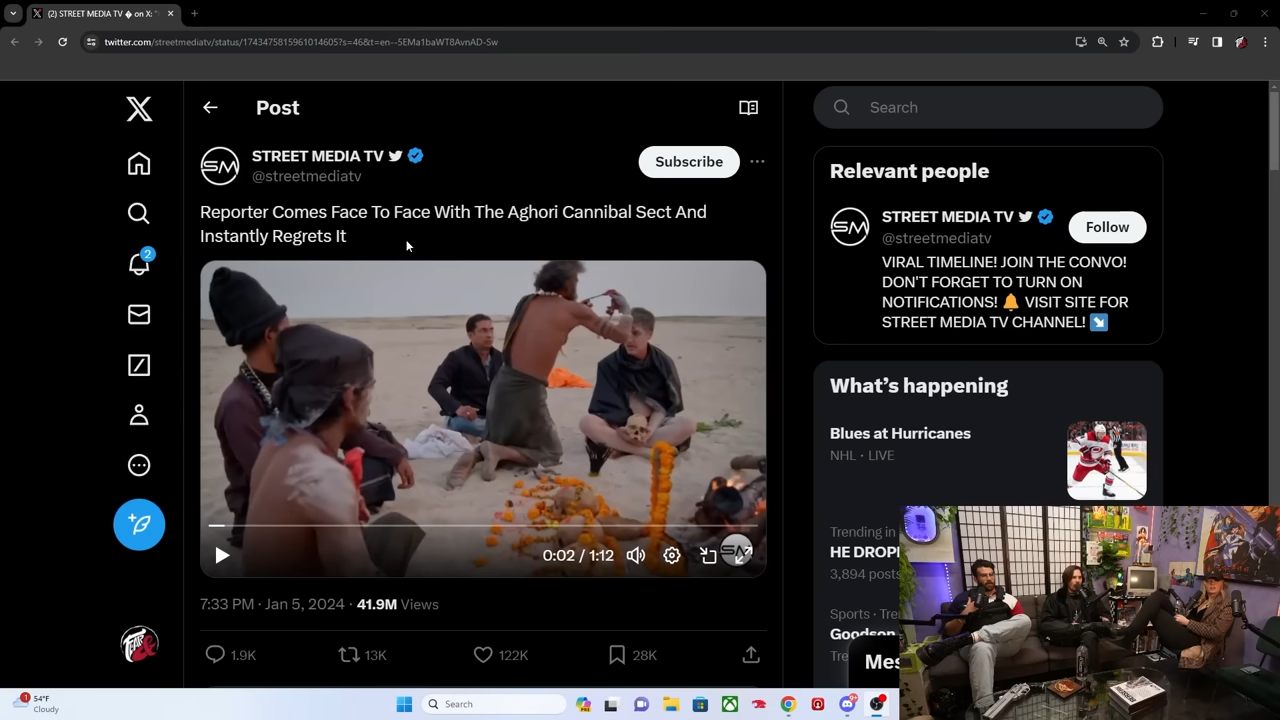 (2) STREET MEDIA TV � on X: "
twitter.com/streetmediatv/status/1743475815961014605?s=46&t=en--5EMa1baWT8AvnAD-Sw
Post
Search
STREET MEDIA TV
@streetmediatv
Subscribe
Reporter Comes Face To Face With The Aghori Cannibal Sect And
Instantly Regrets It
0:02 / 1:12
SM
7:33 PM · Jan 5, 2024 · 41.9M Views
1.9K
13K
122K
28K
2
Relevant people
STREET MEDIA TV
@streetmediatv
Follow
VIRAL TIMELINE! JOIN THE CONVO!
DON'T FORGET TO TURN ON
NOTIFICATIONS! 🔔 VISIT SITE FOR
STREET MEDIA TV CHANNEL! ↘
What's happening
Blues at Hurricanes
NHL · LIVE
Trending in
HE DROP
3,894 posts
Sports · Tre
Goodson
Tre
Mes
54°F
Cloudy
Search